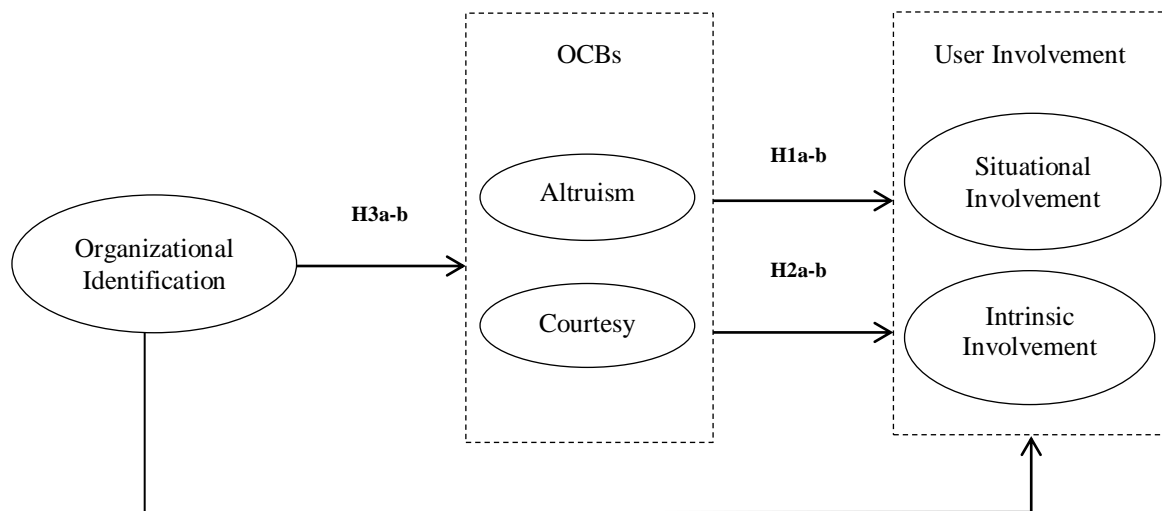 OCBs
User Involvement
H1a-b
Situational
Involvement
Altruism
H3a-b
Organizational
Identification
H2a-b
Courtesy
Intrinsic
Involvement